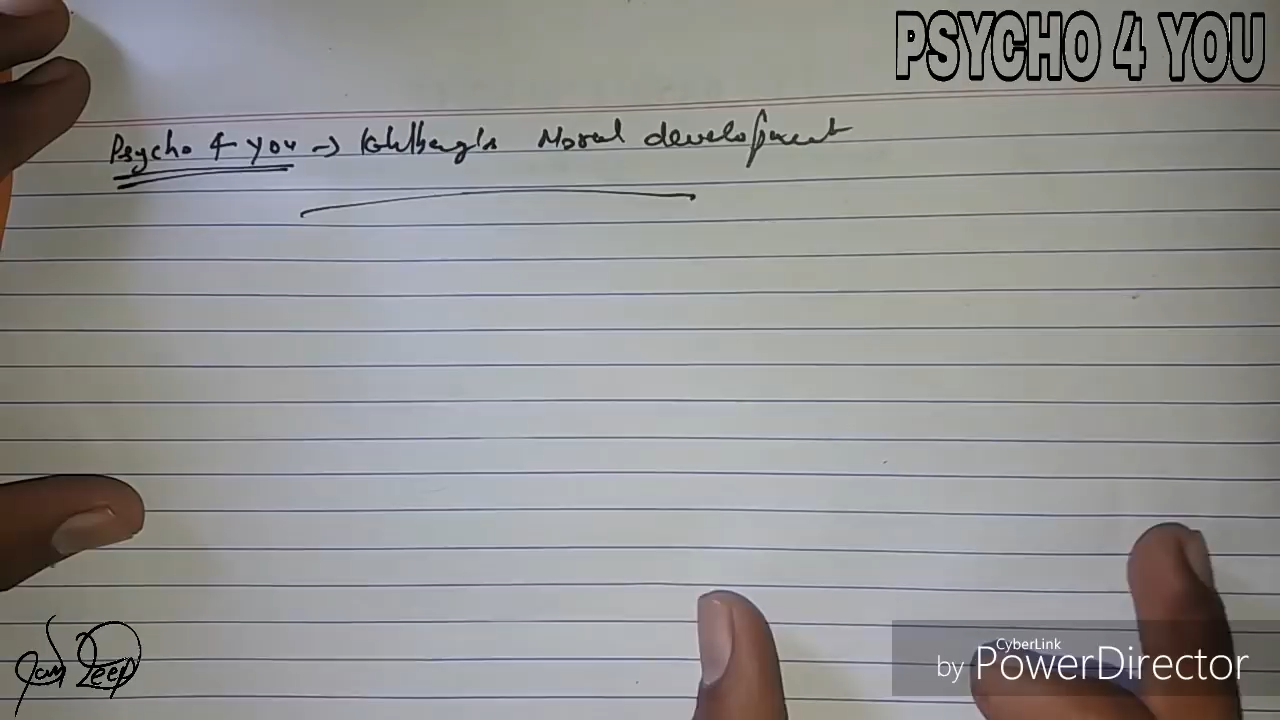 PSYCHO 4 YOU
Psycho 4 you → Kohlberg's Moral development
CyberLink
by PowerDirector